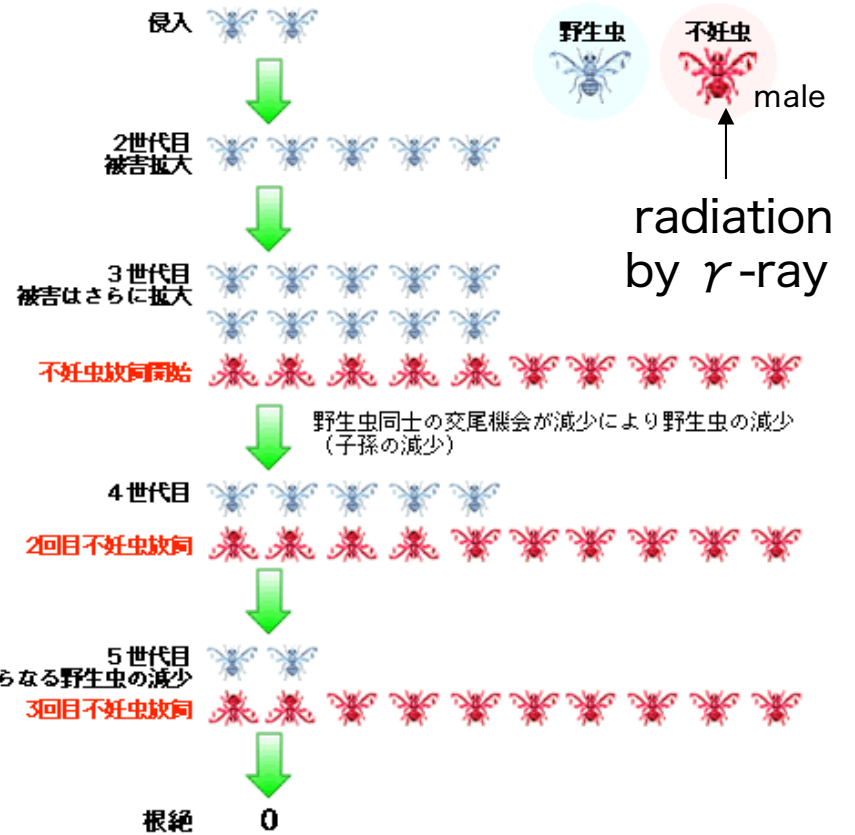 侵入
野生虫
不妊虫
male
radiation
by γ-ray
2世代目
被害拡大
3世代目
被害はさらに拡大
不妊虫放飼開始
野生虫同士の交尾機会が減少により野生虫の減少
（子孫の減少）
4世代目
2回目不妊虫放飼
5世代目
らなる野生虫の減少
3回目不妊虫放飼
根絶 0